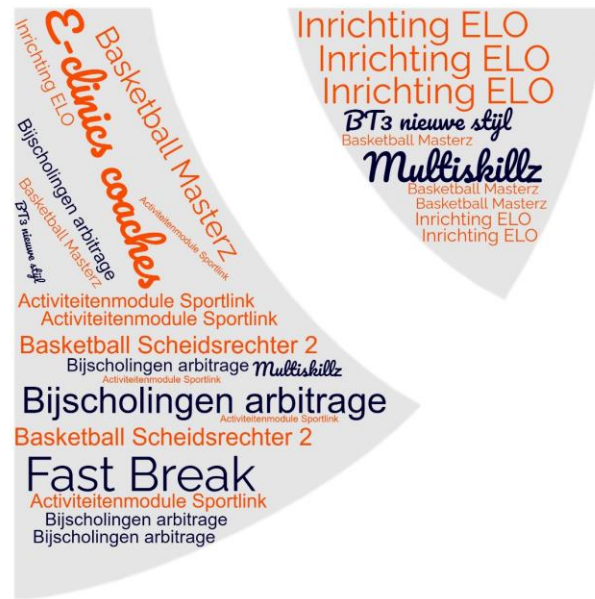 Inrichting ELO
E-clinics coaches
Basketball Masterz
Bijscholingen arbitrage
Basketball Masterz
BT3 nieuwe stijl
Activiteitenmodule Sportlink
Activiteitenmodule Sportlink
Activiteitenmodule Sportlink
Basketball Scheidsrechter 2
Bijscholingen arbitrage Multiskillz
Activiteitenmodule Sportlink
Bijscholingen arbitrage
Activiteitenmodule Sportlink
Basketball Scheidsrechter 2
Fast Break
Activiteitenmodule Sportlink
Bijscholingen arbitrage
Bijscholingen arbitrage
Inrichting ELO
Inrichting ELO
Inrichting ELO
BT3 nieuwe stijl
Basketball Masterz
Multiskillz
Basketball Masterz
Basketball Masterz
Inrichting ELO
Inrichting ELO